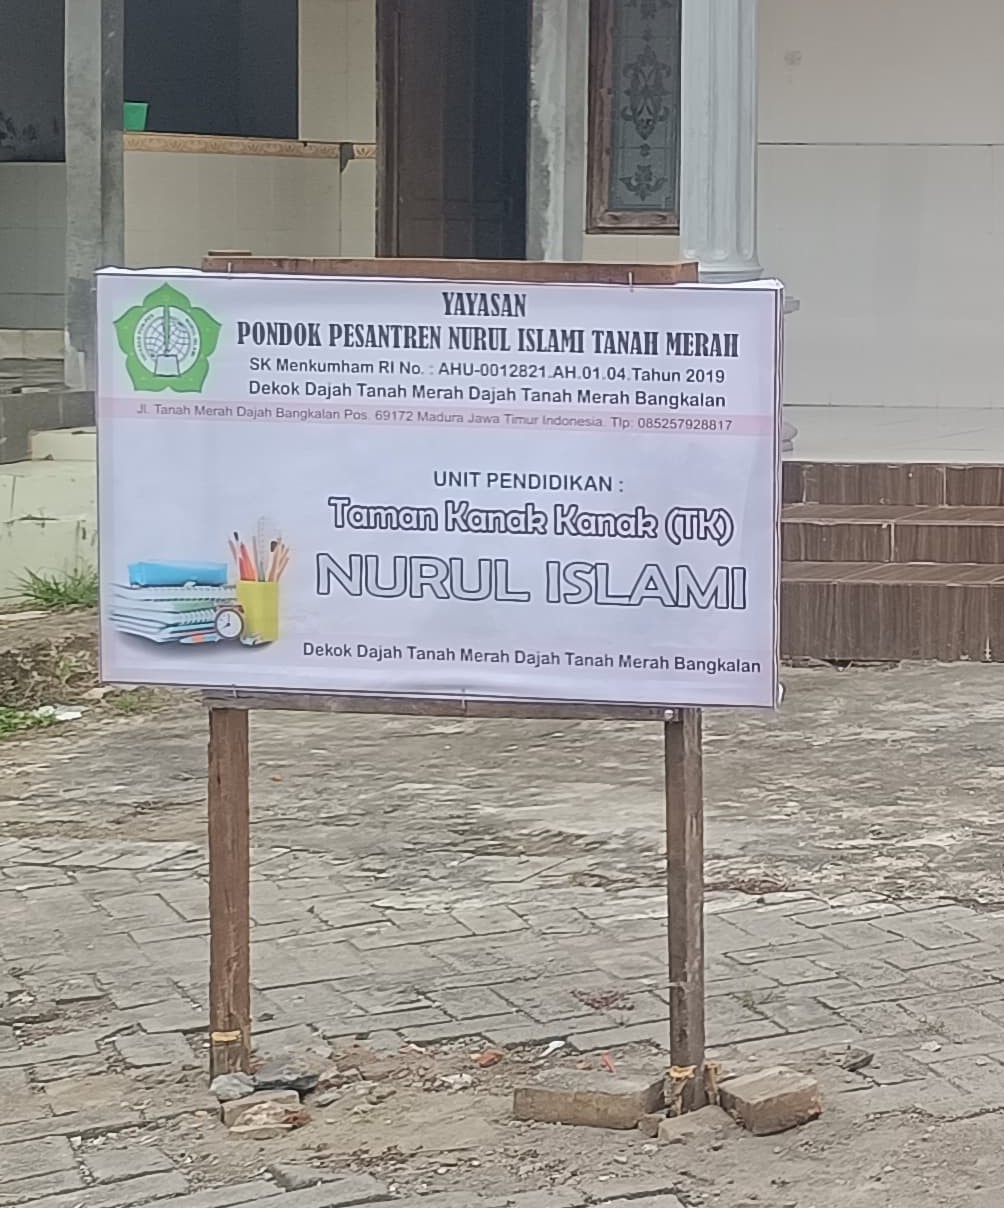 YAYASAN
PONDOK PESANTREN NURUL ISLAMI TANAH MERAH
SK Menkumham RI No. : AHU-0012821.AH.01.04.Tahun 2019
Dekok Dajah Tanah Merah Dajah Tanah Merah Bangkalan
Jl. Tanah Merah Dajah Bangkalan Pos. 69172 Madura Jawa Timur Indonesia. Tlp: 085257928817
UNIT PENDIDIKAN :
Taman Kanak Kanak (TK)
NURUL ISLAMI
Dekok Dajah Tanah Merah Dajah Tanah Merah Bangkalan